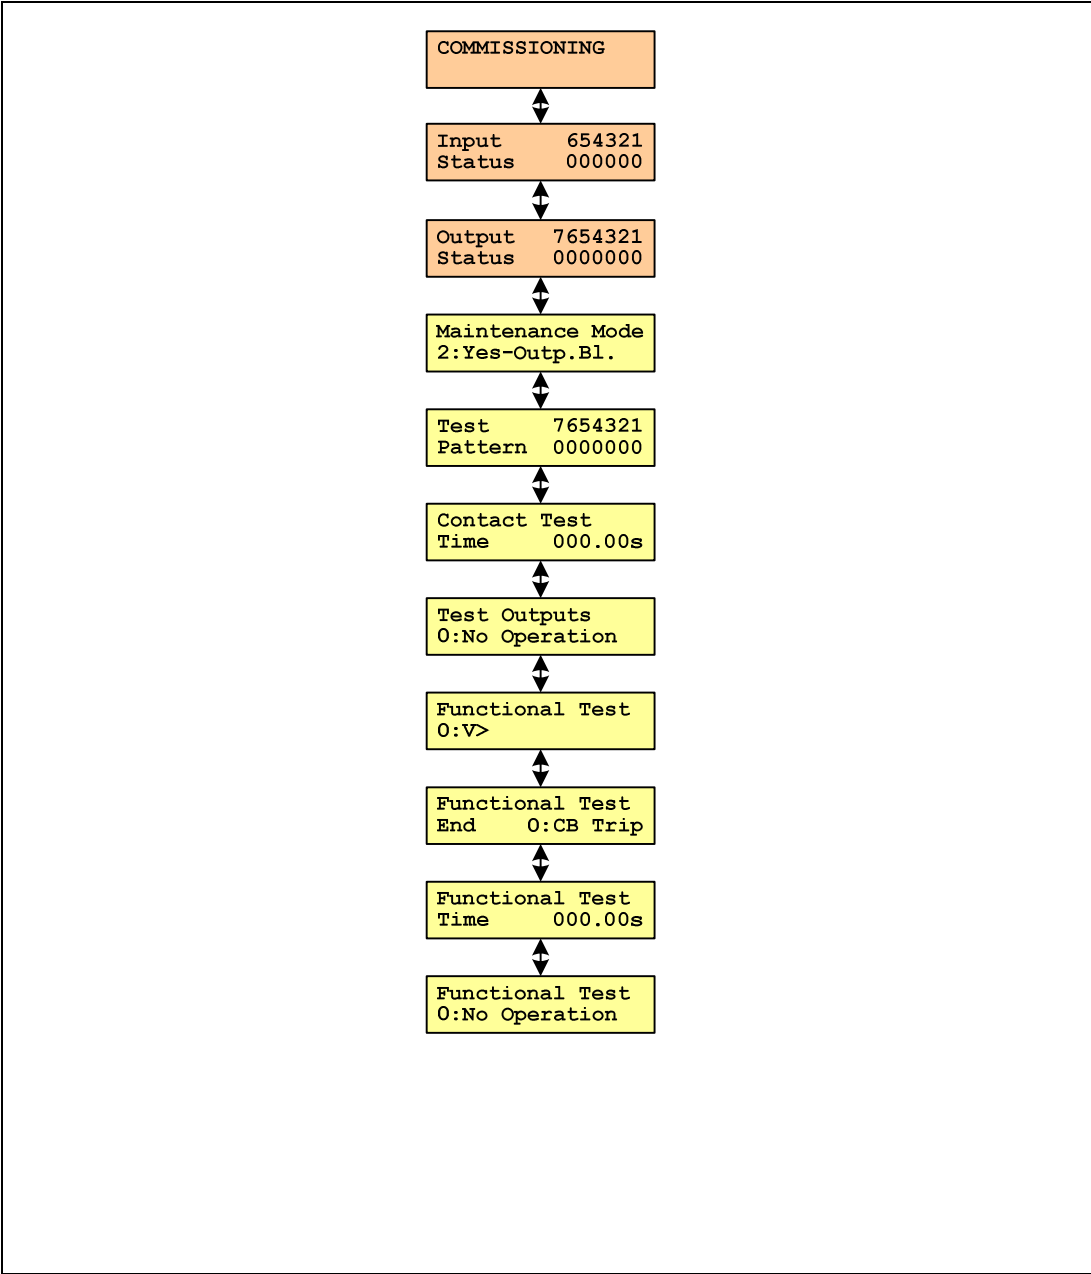 COMMISSIONING
Input 654321
Status 000000
Output 7654321
Status 0000000
Maintenance Mode
2:Yes-Outp.Bl.
Test 7654321
Pattern 0000000
Contact Test
Time 000.00s
Test Outputs
0:No Operation
Functional Test
0:V>
Functional Test
End 0:CB Trip
Functional Test
Time 000.00s
Functional Test
0:No Operation